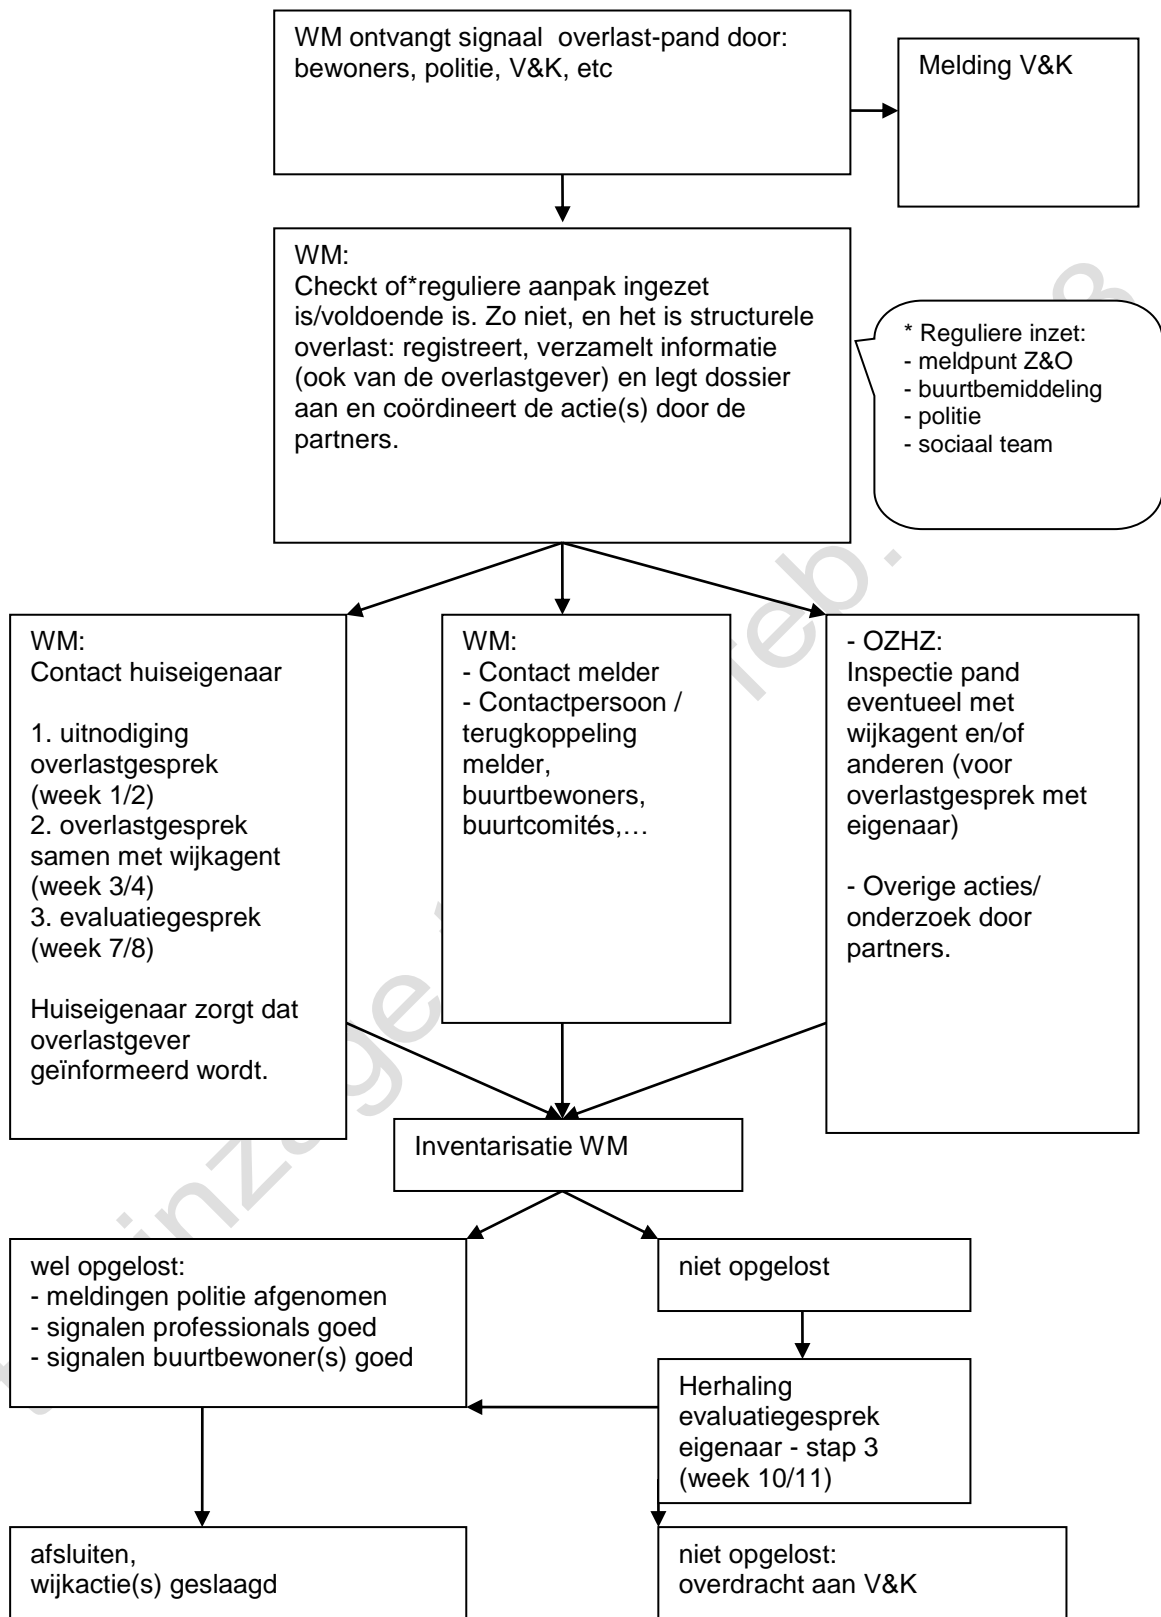 WM ontvangt signaal  overlast-pand door:
bewoners, politie, V&K, etc
Melding V&K
WM:
Checkt of*reguliere aanpak ingezet
is/voldoende is. Zo niet, en het is structurele
overlast: registreert, verzamelt informatie
(ook van de overlastgever) en legt dossier
aan en coördineert de actie(s) door de
partners.
* Reguliere inzet:
- meldpunt Z&O
- buurtbemiddeling
- politie
- sociaal team
WM:
Contact huiseigenaar
1. uitnodiging
overlastgesprek
(week 1/2)
2. overlastgesprek
samen met wijkagent
(week 3/4)
3. evaluatiegesprek
(week 7/8)
Huiseigenaar zorgt dat
overlastgever
geïnformeerd wordt.
WM:
- Contact melder
- Contactpersoon /
terugkoppeling
melder,
buurtbewoners,
buurtcomités,…
- OZHZ:
Inspectie pand
eventueel met
wijkagent en/of
anderen (voor
overlastgesprek met
eigenaar)
- Overige acties/
onderzoek door
partners.
Inventarisatie WM
wel opgelost:
- meldingen politie afgenomen
- signalen professionals goed
- signalen buurtbewoner(s) goed
niet opgelost
Herhaling
evaluatiegesprek
eigenaar - stap 3
(week 10/11)
afsluiten,
wijkactie(s) geslaagd
niet opgelost:
overdracht aan V&K
inzage
feb.